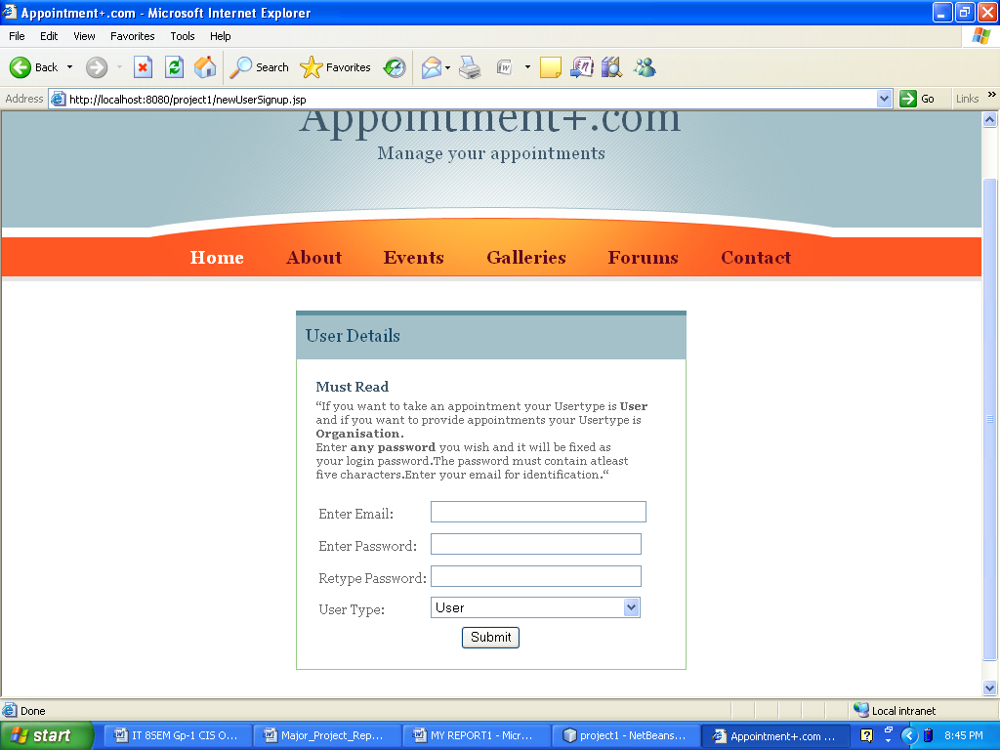 Appointment+.com - Microsoft Internet Explorer
File Edit View Favorites Tools Help
Back Search Favorites
Address http://localhost:8080/project1/newUserSignup.jsp Go Links »
Appointment+.com
Manage your appointments
Home About Events Galleries Forums Contact
User Details
Must Read
“If you want to take an appointment your Usertype is User
and if you want to provide appointments your Usertype is
Organisation.
Enter any password you wish and it will be fixed as
your login password.The password must contain atleast
five characters.Enter your email for identification.“
Enter Email:
Enter Password:
Retype Password:
User Type: User
Submit
Done Local intranet
start IT 8SEM Gp-1 CIS O... Major_Project_Rep... MY REPORT1 - Micr... project1 - NetBeans... Appointment+.com ... 8:45 PM